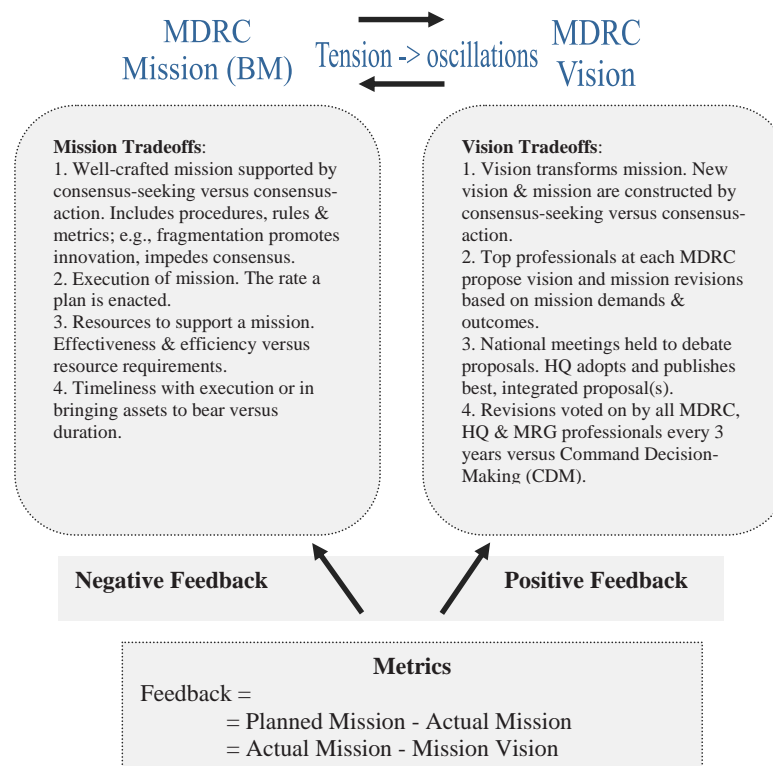 MDRC
Mission (BM)
Tension -> oscillations
MDRC
Vision
Mission Tradeoffs:
1. Well-crafted mission supported by
consensus-seeking versus consensus-
action. Includes procedures, rules &
metrics; e.g., fragmentation promotes
innovation, impedes consensus.
2. Execution of mission. The rate a
plan is enacted.
3. Resources to support a mission.
Effectiveness & efficiency versus
resource requirements.
4. Timeliness with execution or in
bringing assets to bear versus
duration.
Vision Tradeoffs:
1. Vision transforms mission. New
vision & mission are constructed by
consensus-seeking versus consensus-
action.
2. Top professionals at each MDRC
propose vision and mission revisions
based on mission demands &
outcomes.
3. National meetings held to debate
proposals. HQ adopts and publishes
best, integrated proposal(s).
4. Revisions voted on by all MDRC,
HQ & MRG professionals every 3
years versus Command Decision-
Making (CDM).
Negative Feedback
Positive Feedback
Metrics
Feedback =
= Planned Mission - Actual Mission
= Actual Mission - Mission Vision